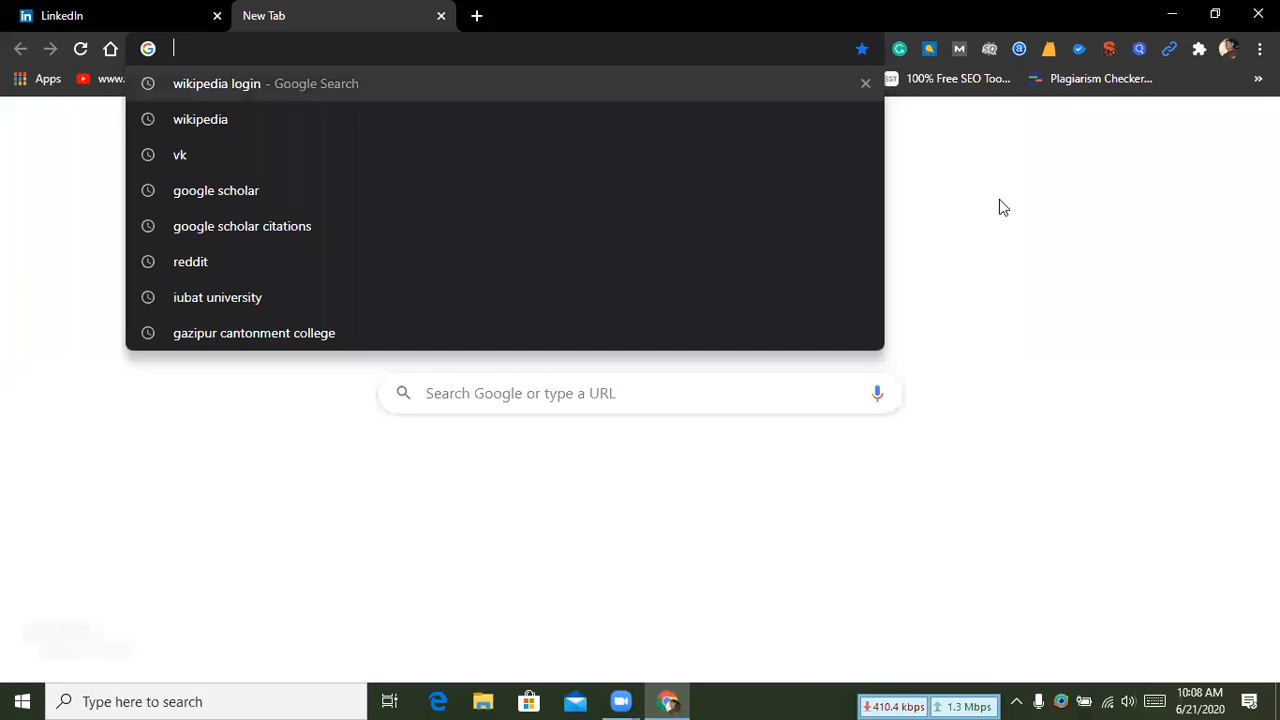 LinkedIn
New Tab
wikipedia login - Google Search
Apps
www.
100% Free SEO Too...
Plagiarism Checker...
wikipedia
vk
google scholar
google scholar citations
reddit
iubat university
gazipur cantonment college
Search Google or type a URL
Type here to search
410.4 kbps
1.3 Mbps
10:08 AM
6/21/2020